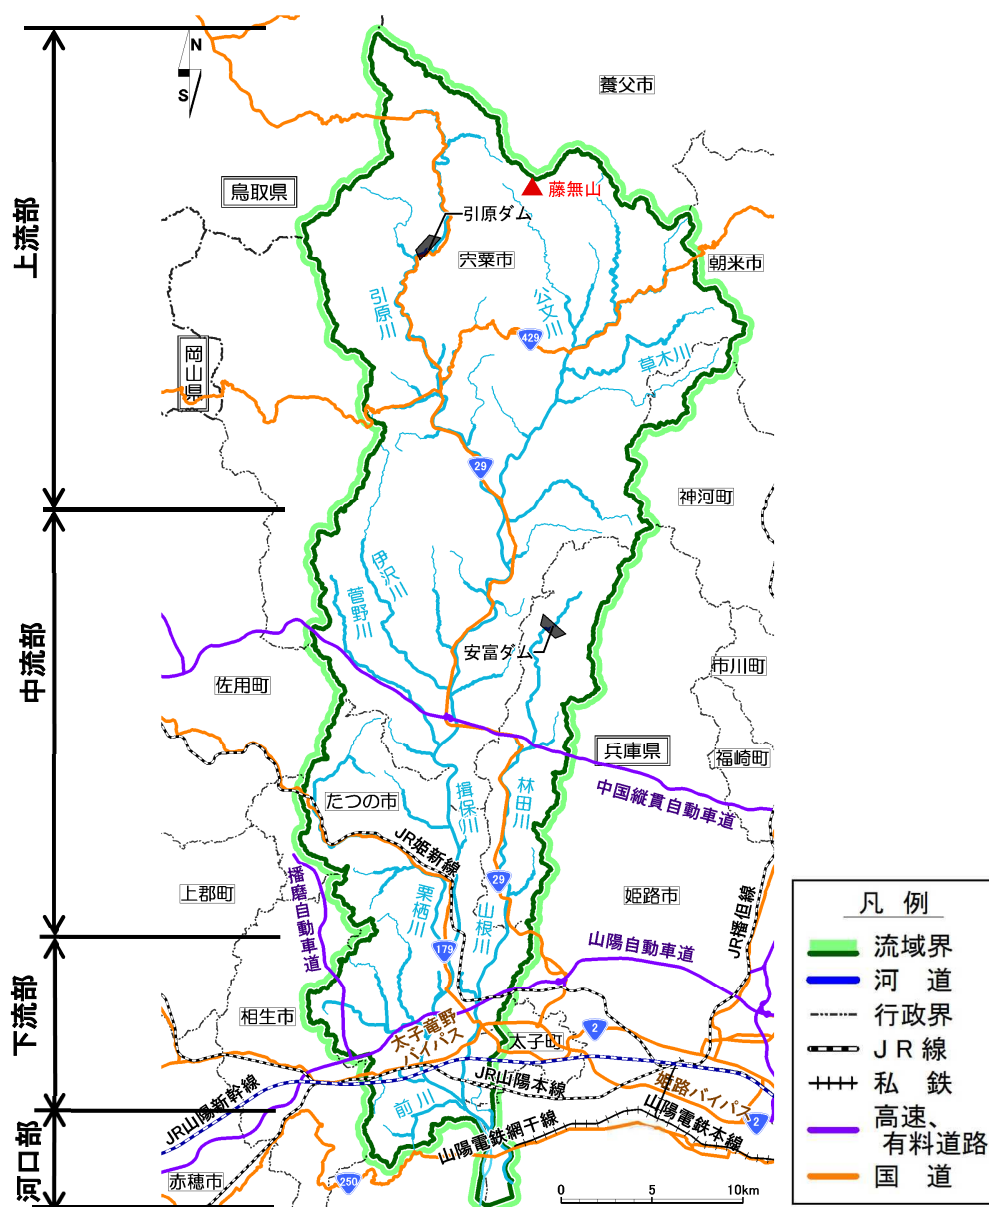 N
S
上流部
中流部
下流部
河口部
養父市
鳥取県
藤無山
引原ダム
宍粟市
朝来市
引原川
公文川
岡山県
429
草木川
29
神河町
伊沢川
菅野川
安富ダム
市川町
佐用町
兵庫県
福崎町
たつの市
揖保川
林田川
中国縦貫自動車道
JR姫新線
播磨自動車道
上郡町
栗栖川
29
山根川
姫路市
JR播但線
179
山陽自動車道
相生市
太子竜野
バイパス
太子町
2
JR山陽新幹線
JR山陽本線
姫路バイパス
前川
山陽電鉄網干線
山陽電鉄本線
2
赤穂市
250
0 5 10km
凡 例
流域界
河 道
行政界
JR線
私 鉄
高速、
有料道路
国 道